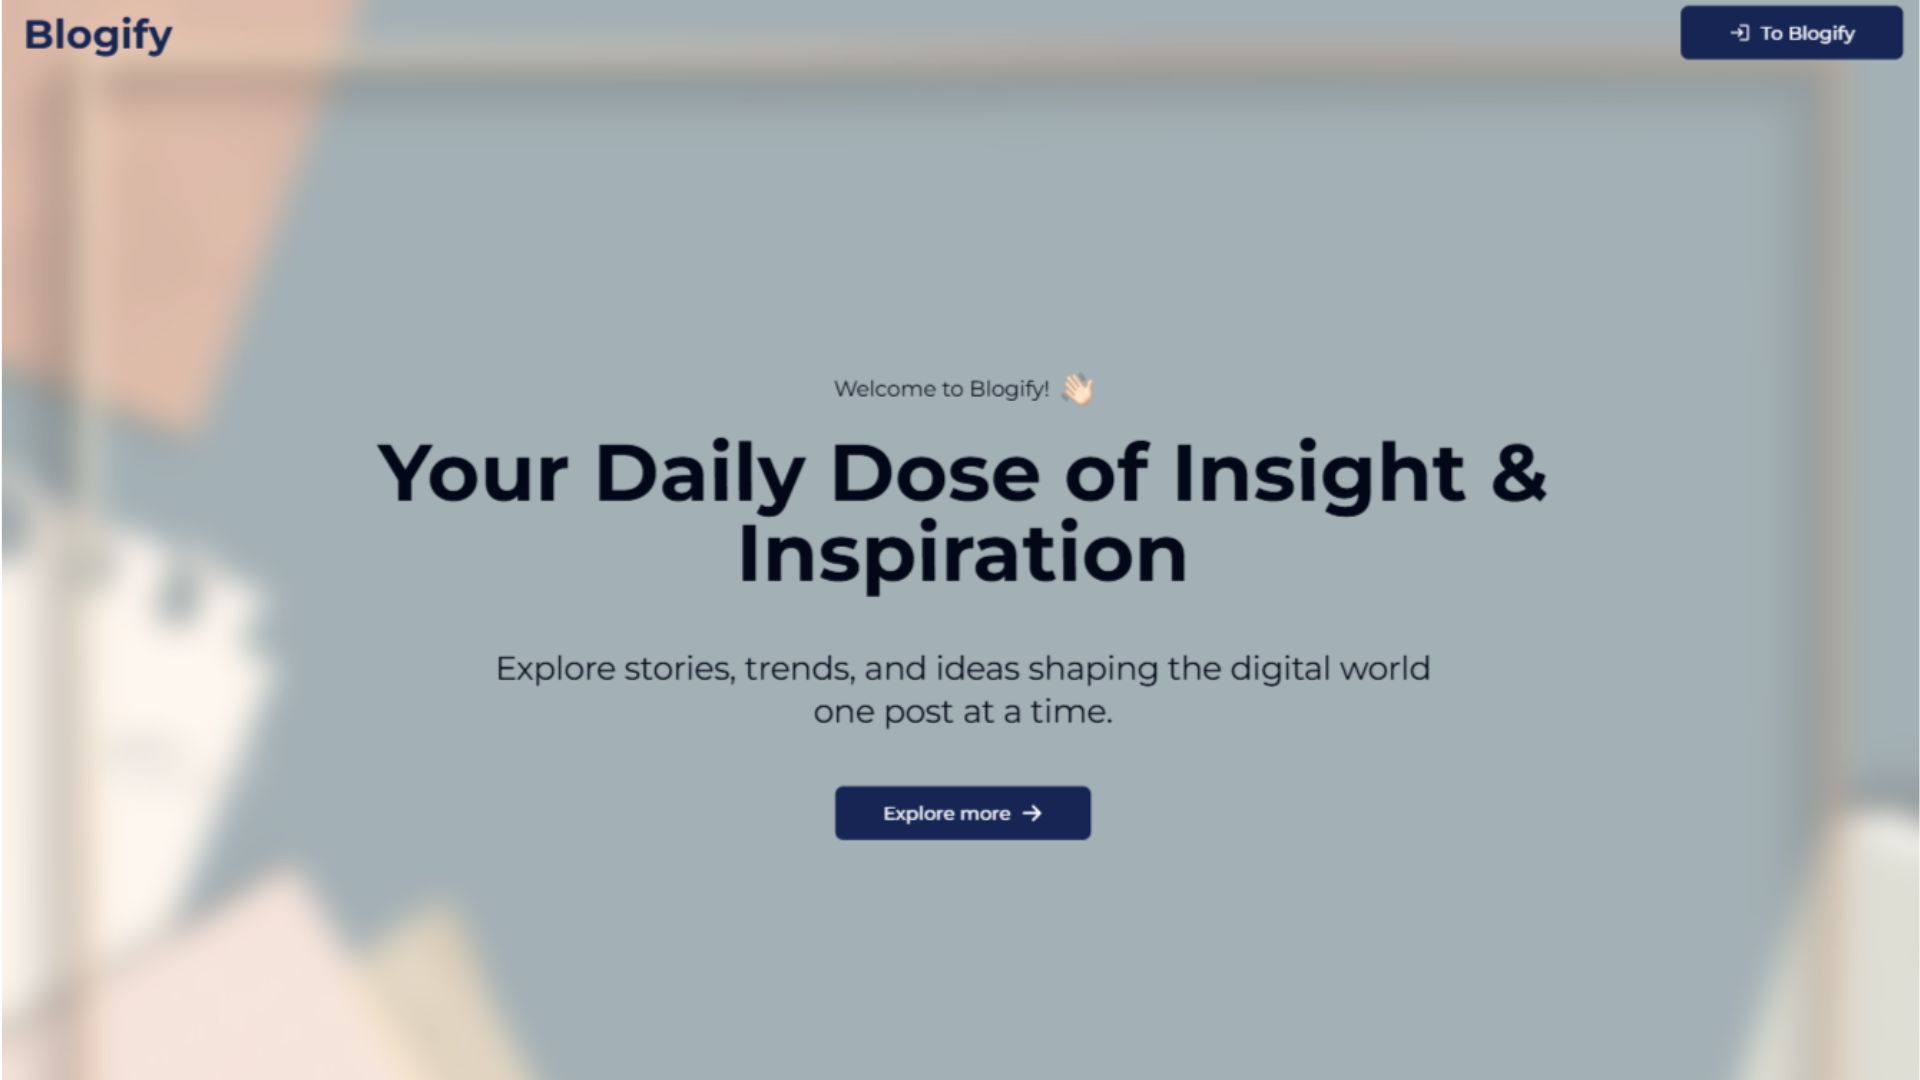 Blogify
To Blogify
Welcome to Blogify! 👋🏻
Your Daily Dose of Insight &
Inspiration
Explore stories, trends, and ideas shaping the digital world
one post at a time.
Explore more →